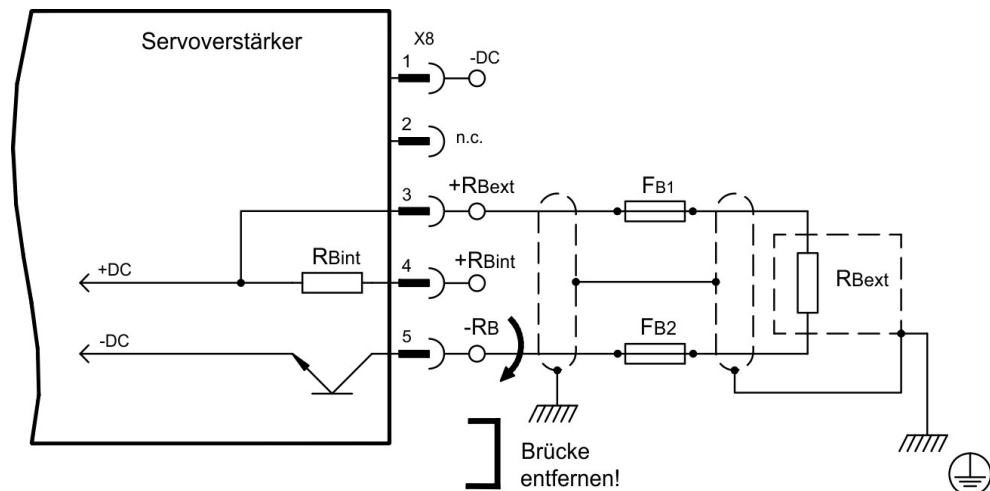 Servoverstärker
X8
1
-DC
2
n.c.
3
+RBext
FB1
+DC
RBint
4
+RBint
RBext
-DC
5
-RB
FB2
Brücke
entfernen!